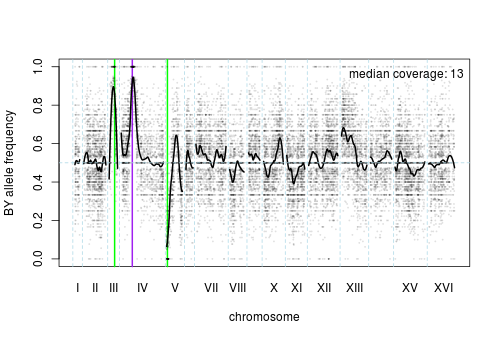 median coverage: 13
1.0
0.8
0.6
0.4
0.2
0.0
BY allele frequency
I II III IV V VII VIII X XI XII XIII XV XVI
chromosome